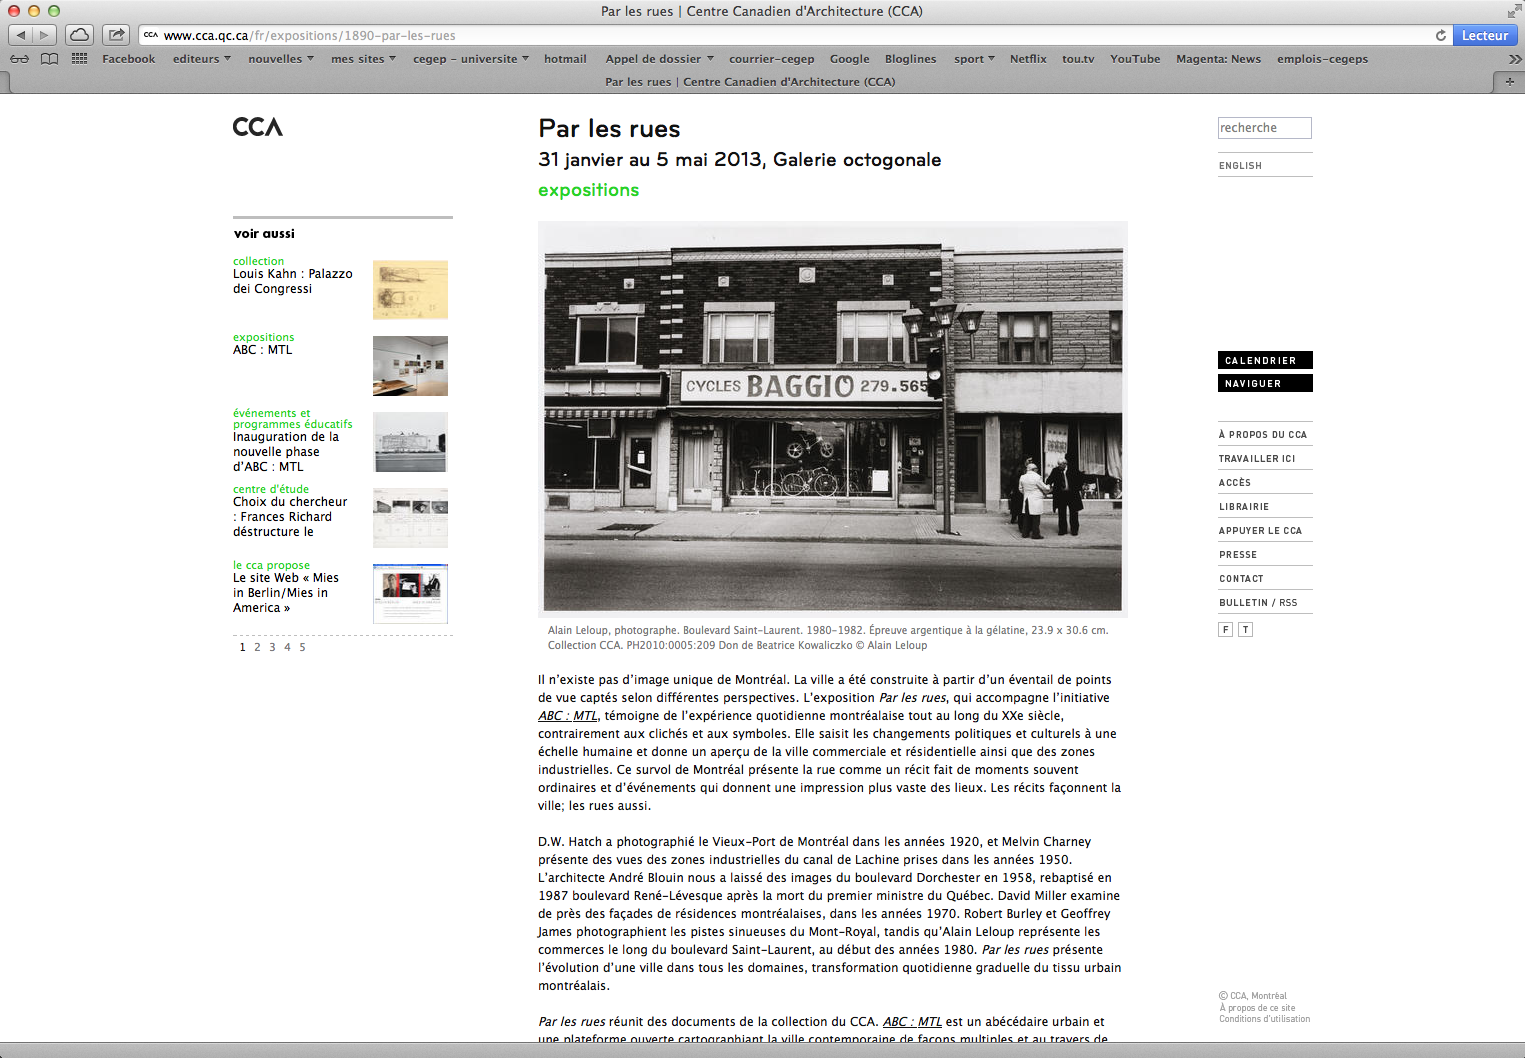 Par les rues | Centre Canadien d'Architecture (CCA)
CCA www.cca.qc.ca/fr/expositions/1890-par-les-rues
Lecteur
Facebook editeurs nouvelles mes sites cegep - universite hotmail Appel de dossier courrier-cegep Google Bloglines sport Netflix tou.tv YouTube Magenta: News emplois-cegeps
Par les rues | Centre Canadien d'Architecture (CCA)
CCA
voir aussi
collection
Louis Kahn : Palazzo
dei Congressi
expositions
ABC : MTL
événements et
programmes éducatifs
Inauguration de la
nouvelle phase
d'ABC : MTL
centre d'étude
Choix du chercheur
: Frances Richard
déstructure le
le cca propose
Le site Web « Mies
in Berlin/Mies in
America »
1 2 3 4 5
Par les rues
31 janvier au 5 mai 2013, Galerie octogonale
expositions
CYCLES BAGGIO 279.565
Alain Leloup, photographe. Boulevard Saint-Laurent. 1980-1982. Épreuve argentique à la gélatine, 23.9 x 30.6 cm.
Collection CCA. PH2010:0005:209 Don de Beatrice Kowaliczko © Alain Leloup
Il n'existe pas d'image unique de Montréal. La ville a été construite à partir d'un éventail de points
de vue captés selon différentes perspectives. L'exposition Par les rues, qui accompagne l'initiative
ABC : MTL, témoigne de l'expérience quotidienne montréalaise tout au long du XXe siècle,
contrairement aux clichés et aux symboles. Elle saisit les changements politiques et culturels à une
échelle humaine et donne un aperçu de la ville commerciale et résidentielle ainsi que des zones
industrielles. Ce survol de Montréal présente la rue comme un récit fait de moments souvent
ordinaires et d'événements qui donnent une impression plus vaste des lieux. Les récits façonnent la
ville; les rues aussi.
D.W. Hatch a photographié le Vieux-Port de Montréal dans les années 1920, et Melvin Charney
présente des vues des zones industrielles du canal de Lachine prises dans les années 1950.
L'architecte André Blouin nous a laissé des images du boulevard Dorchester en 1958, rebaptisé en
1987 boulevard René-Lévesque après la mort du premier ministre du Québec. David Miller examine
de près des façades de résidences montréalaises, dans les années 1970. Robert Burley et Geoffrey
James photographient les pistes sinueuses du Mont-Royal, tandis qu'Alain Leloup représente les
commerces le long du boulevard Saint-Laurent, au début des années 1980. Par les rues présente
l'évolution d'une ville dans tous les domaines, transformation quotidienne graduelle du tissu urbain
montréalais.
Par les rues réunit des documents de la collection du CCA. ABC : MTL est un abécédaire urbain et
une plateforme ouverte cartographiant la ville contemporaine de façons multiples et au travers de
recherche
ENGLISH
CALENDRIER
NAVIGUER
À PROPOS DU CCA
TRAVAILLER ICI
ACCÈS
LIBRAIRIE
APPUYER LE CCA
PRESSE
CONTACT
BULLETIN / RSS
F T
© CCA, Montréal
À propos de ce site
Conditions d'utilisation